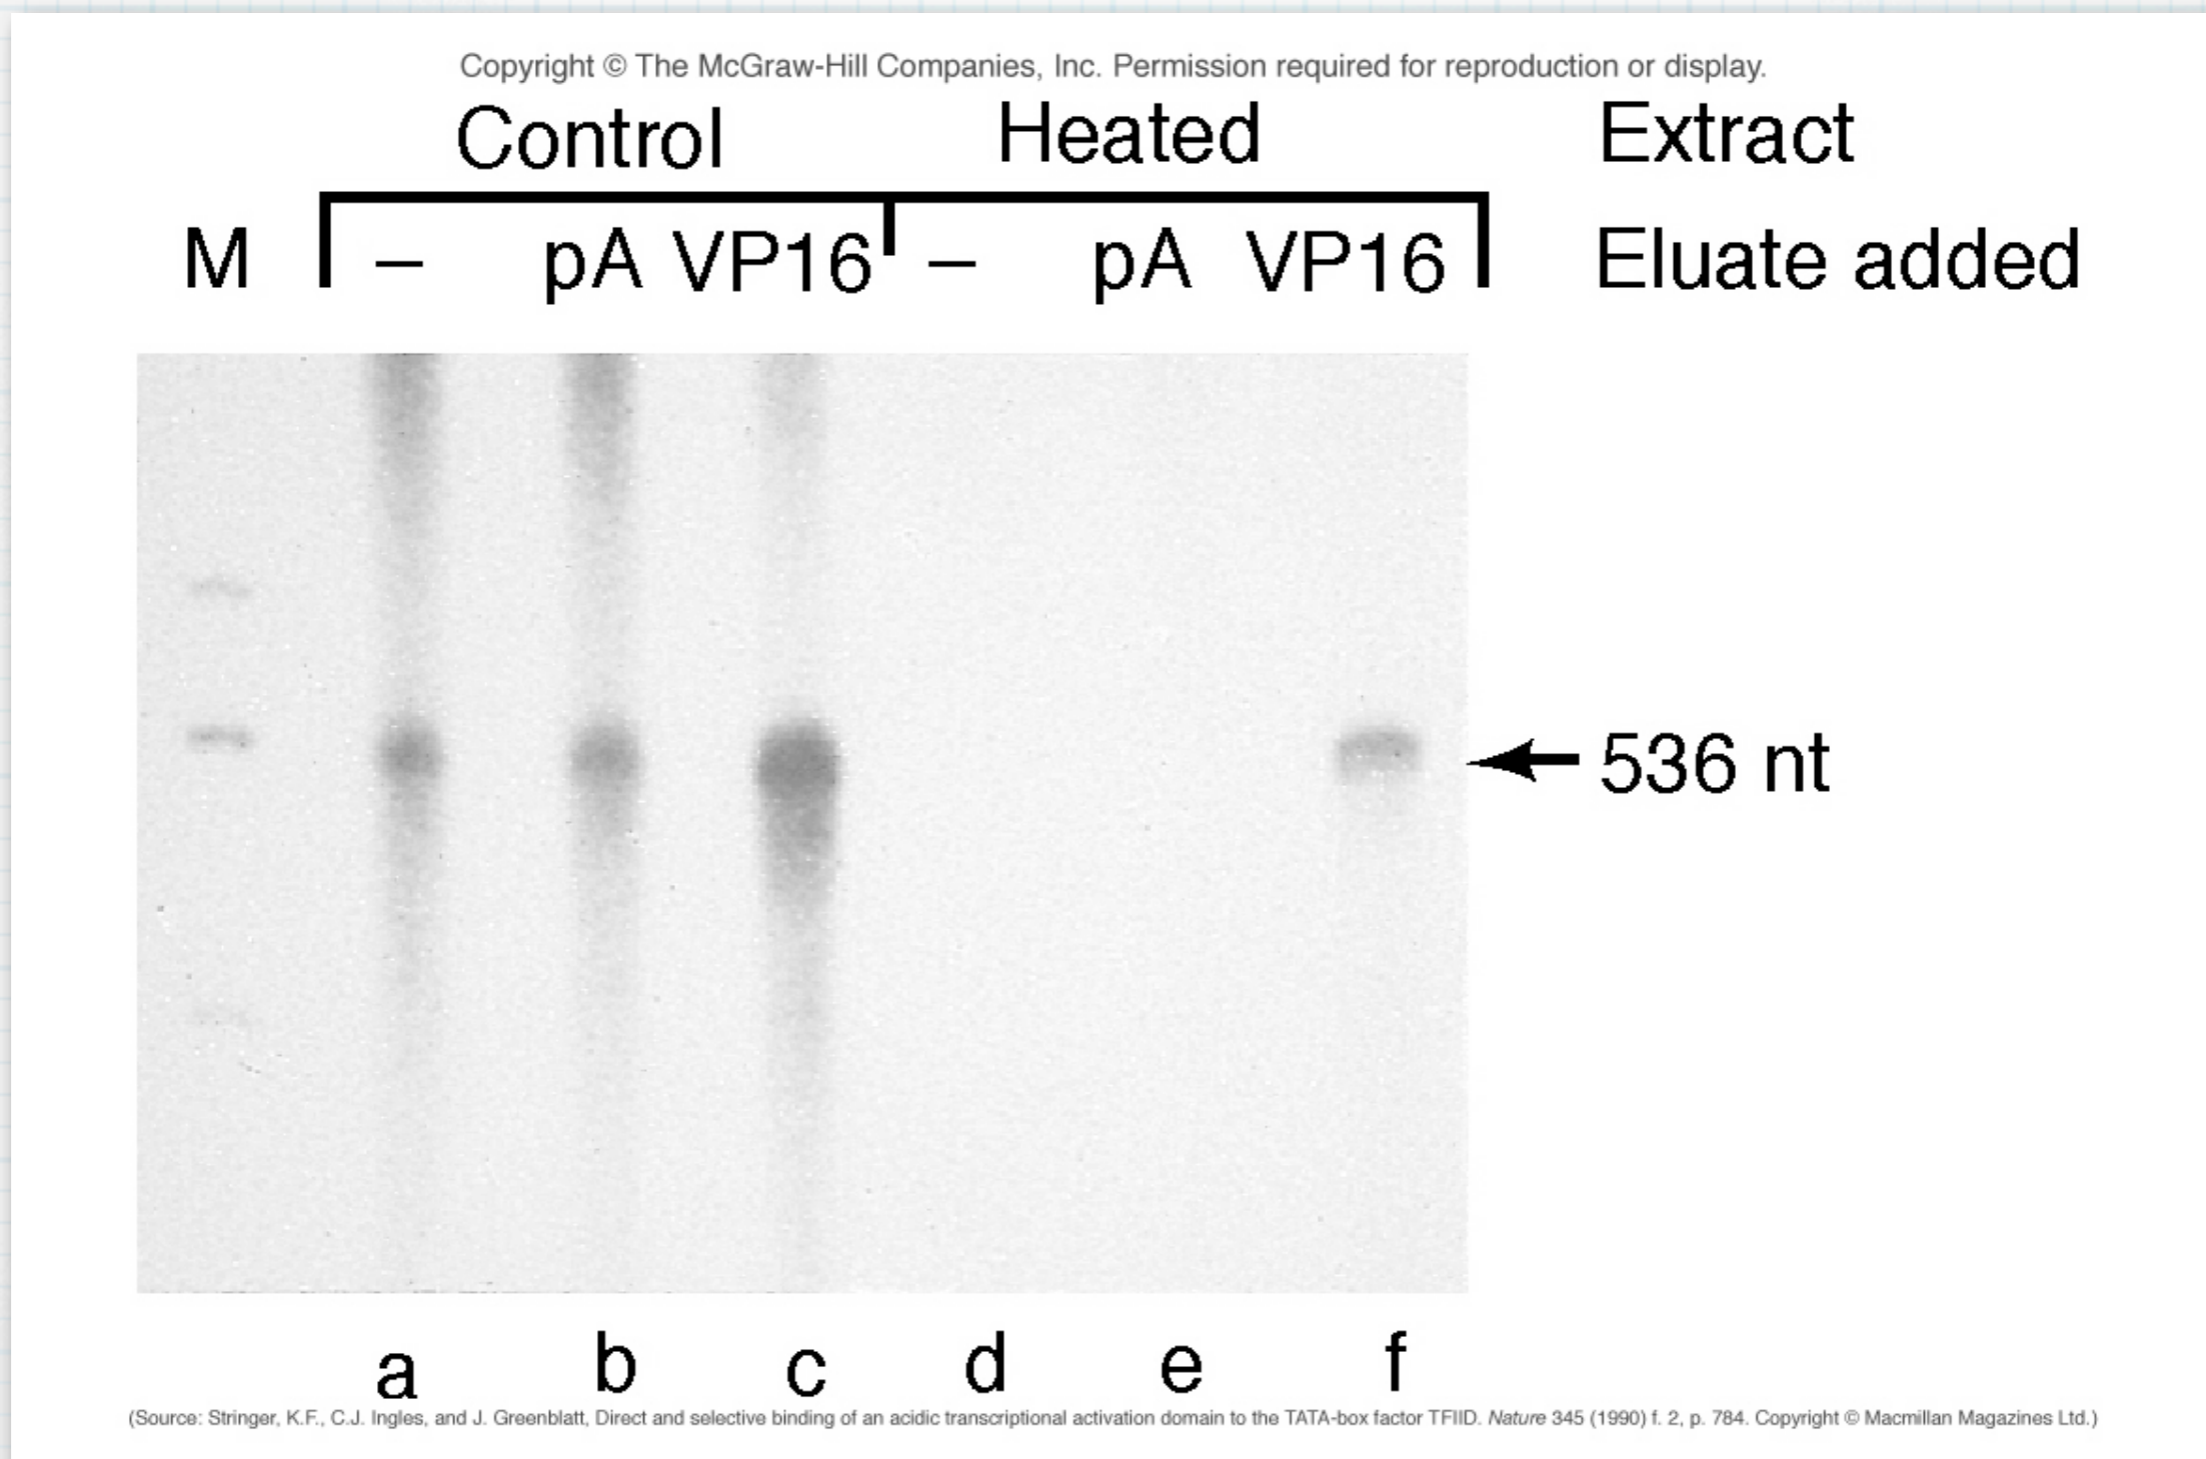 Copyright © The McGraw-Hill Companies, Inc. Permission required for reproduction or display.
Control Heated Extract
M – pA VP16 – pA VP16 Eluate added
536 nt
a b c d e f
(Source: Stringer, K.F., C.J. Ingles, and J. Greenblatt, Direct and selective binding of an acidic transcriptional activation domain to the TATA-box factor TFIID. Nature 345 (1990) f. 2, p. 784. Copyright © Macmillan Magazines Ltd.)